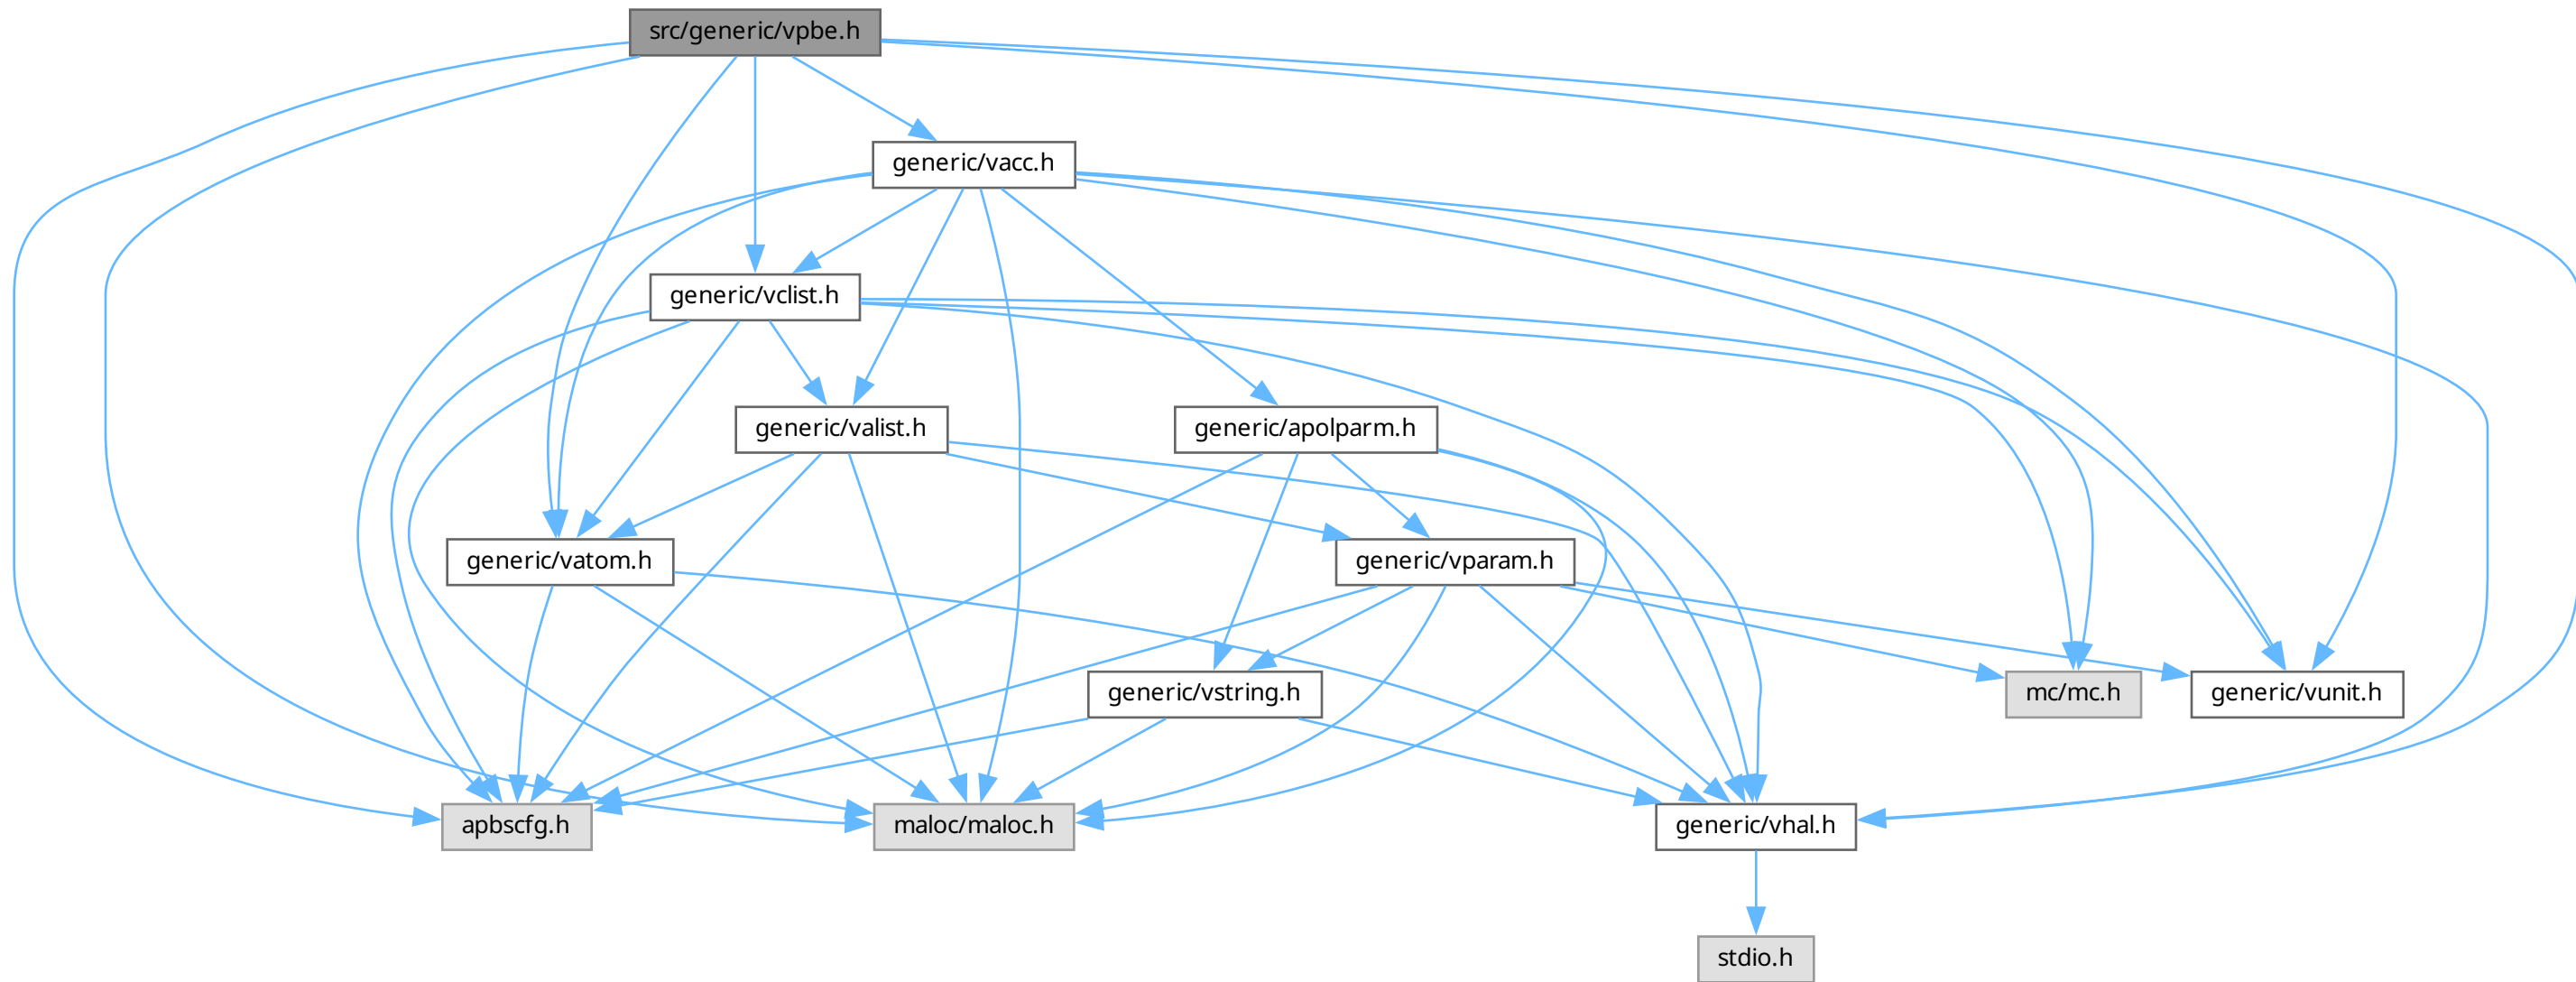 src/generic/vpbe.h
generic/vacc.h
generic/vclist.h
generic/valist.h
generic/apolparm.h
generic/vatom.h
generic/vparam.h
generic/vstring.h
mc/mc.h
generic/vunit.h
apbscfg.h
maloc/maloc.h
generic/vhal.h
stdio.h